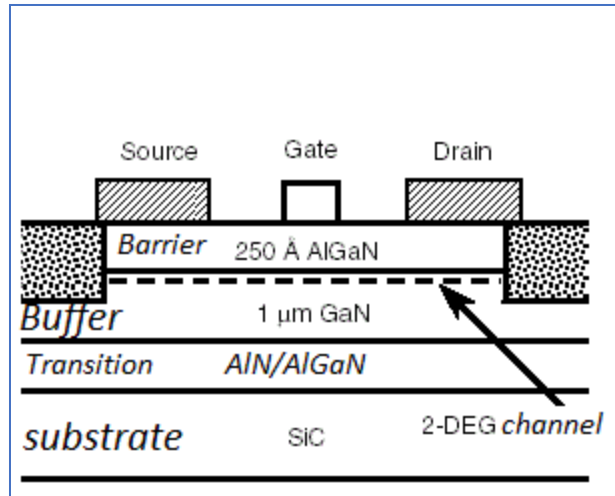 Source Gate Drain
Barrier 250 Å AlGaN
Buffer 1 μm GaN
Transition AlN/AlGaN
substrate SiC 2-DEG channel